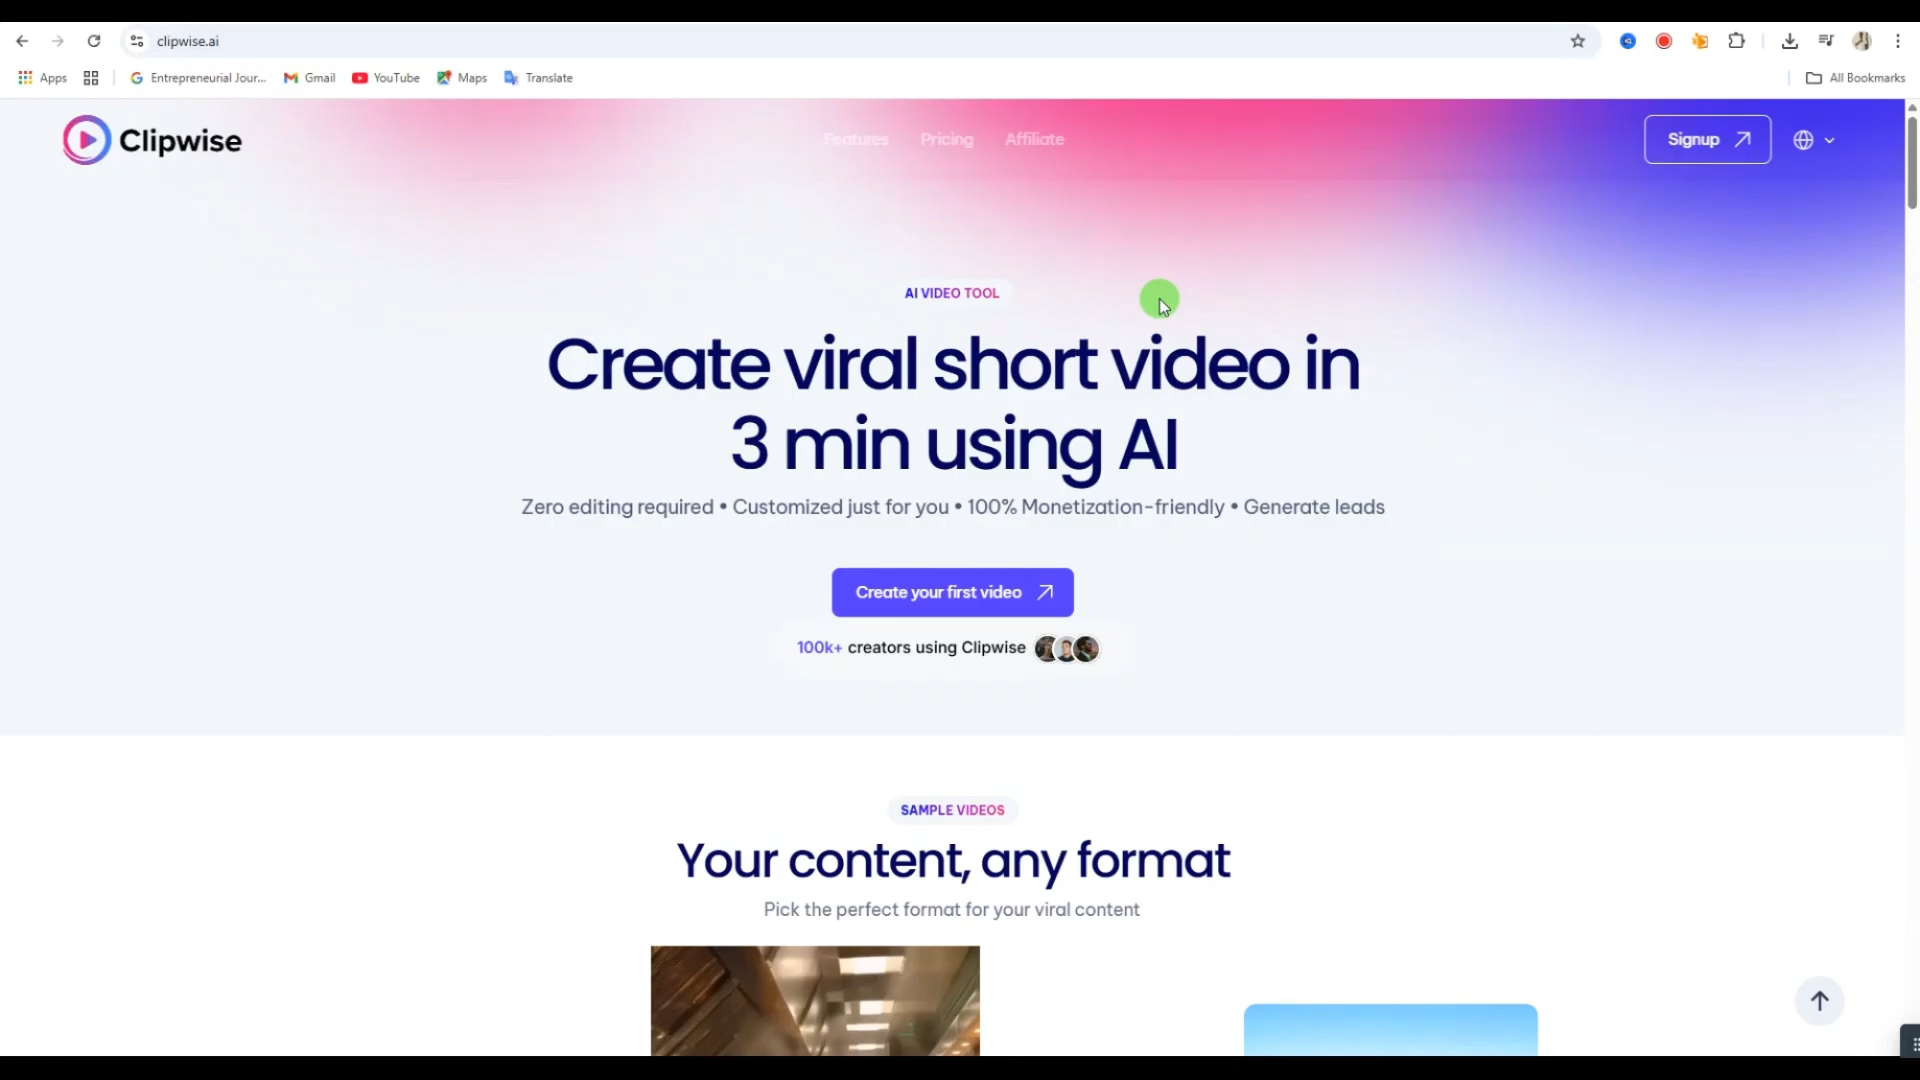 clipwise.ai
Apps
Entrepreneurial Jour...
Gmail
YouTube
Maps
Translate
All Bookmarks
Clipwise
Features
Pricing
Affiliate
Signup
AI VIDEO TOOL
Create viral short video in
3 min using AI
Zero editing required • Customized just for you • 100% Monetization-friendly • Generate leads
Create your first video
100k+ creators using Clipwise
SAMPLE VIDEOS
Your content, any format
Pick the perfect format for your viral content